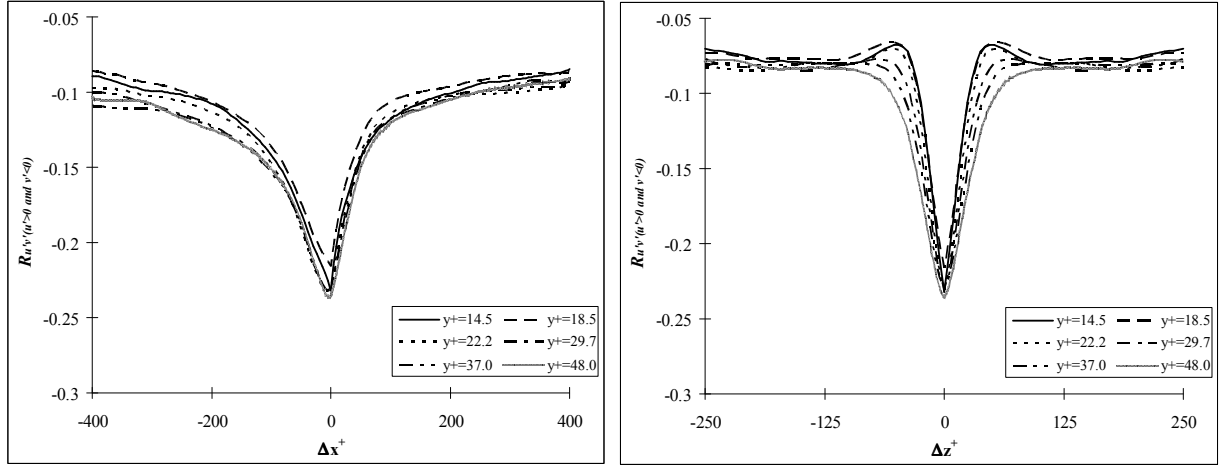 -0.05
-0.1
-0.15
-0.2
-0.25
-0.3
R u'v'(u'>0 and v'<0)
-400 -200 0 200 400
Δx+
y+=14.5 y+=18.5
y+=22.2 y+=29.7
y+=37.0 y+=48.0
-0.05
-0.1
-0.15
-0.2
-0.25
-0.3
R u'v'(u'>0 and v'<0)
-250 -125 0 125 250
Δz+
y+=14.5 y+=18.5
y+=22.2 y+=29.7
y+=37.0 y+=48.0